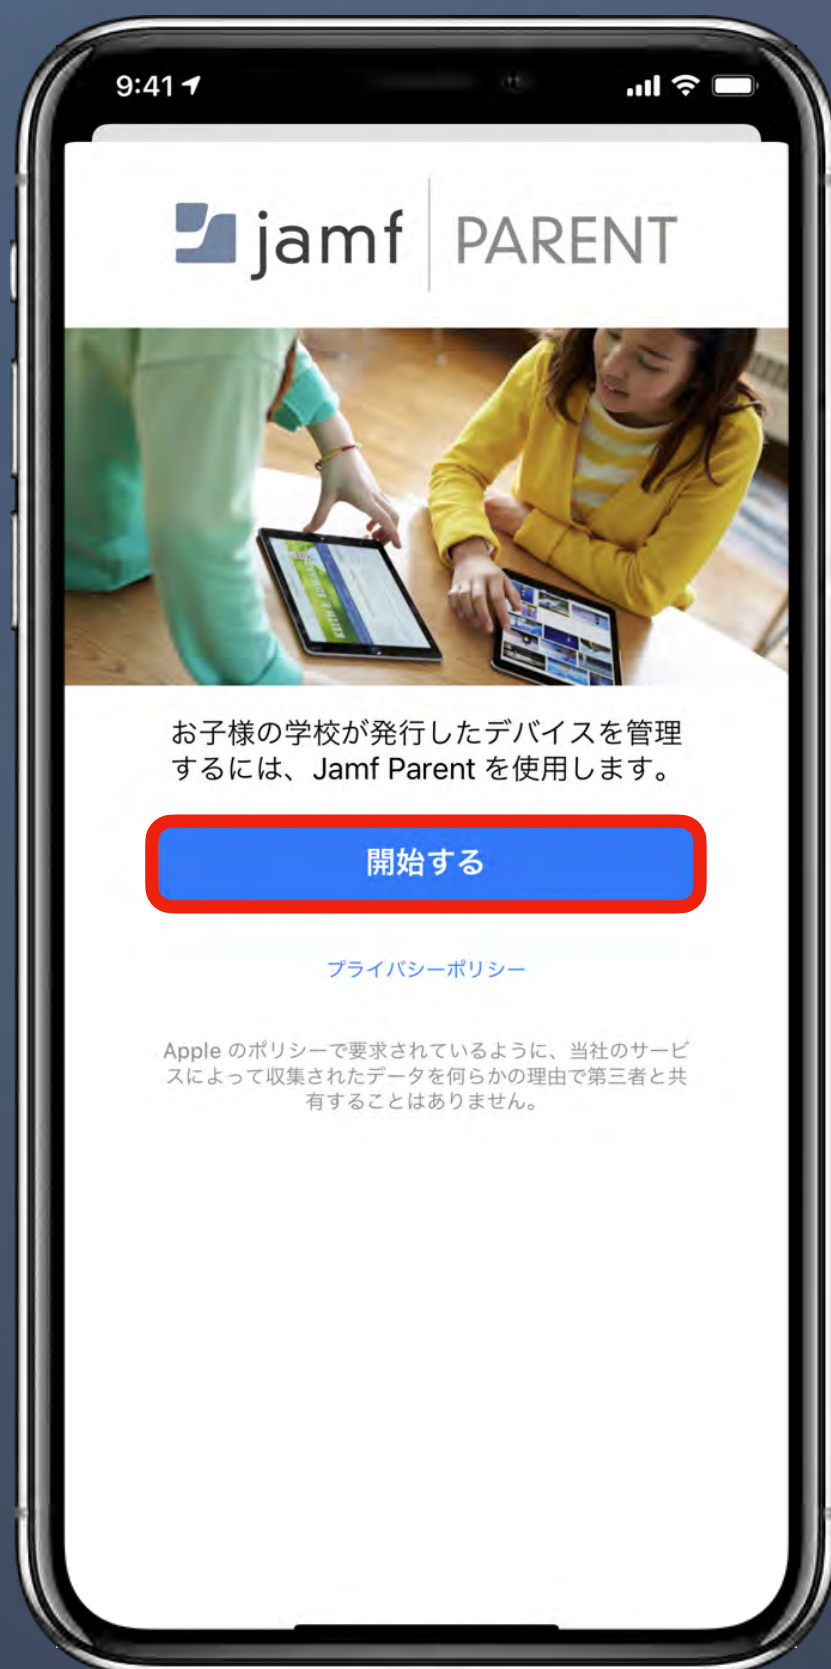 9:41
jamf PARENT
お子様の学校が発行したデバイスを管理
するには、Jamf Parent を使用します。
開始する
プライバシーポリシー
Apple のポリシーで要求されているように、当社のサービ
スによって収集されたデータを何らかの理由で第三者と共
有することはありません。